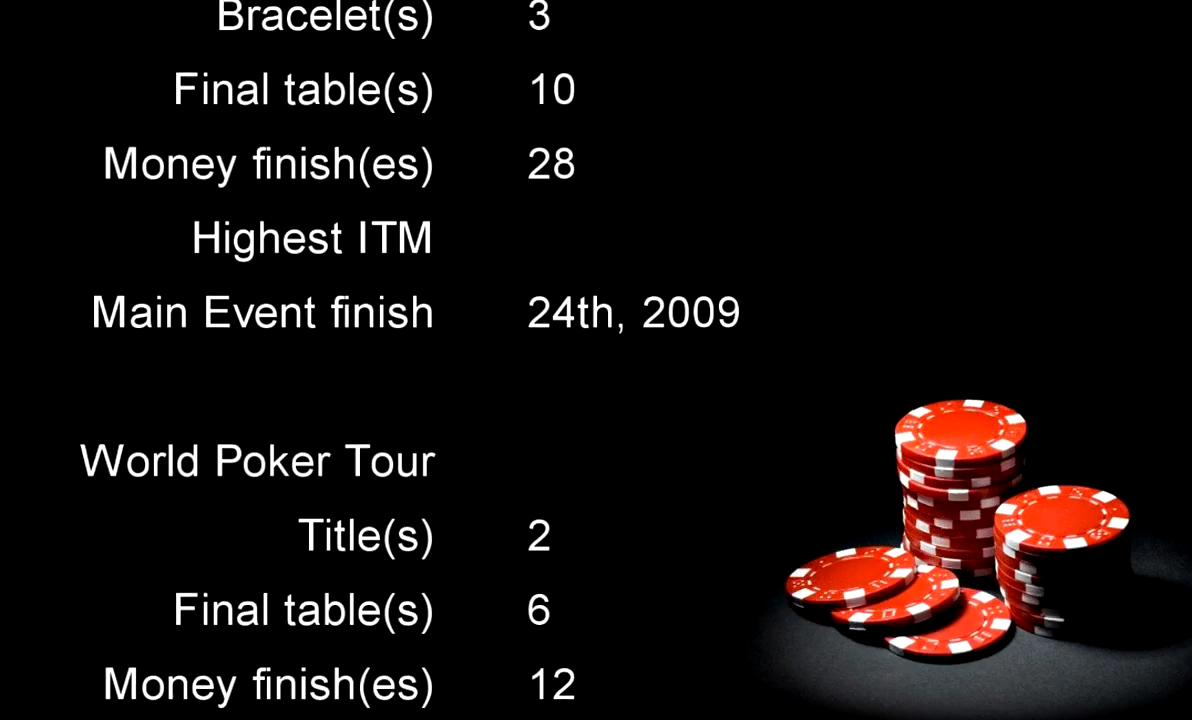 Bracelet(s) 3
Final table(s) 10
Money finish(es) 28
Highest ITM
Main Event finish 24th, 2009
World Poker Tour
Title(s) 2
Final table(s) 6
Money finish(es) 12